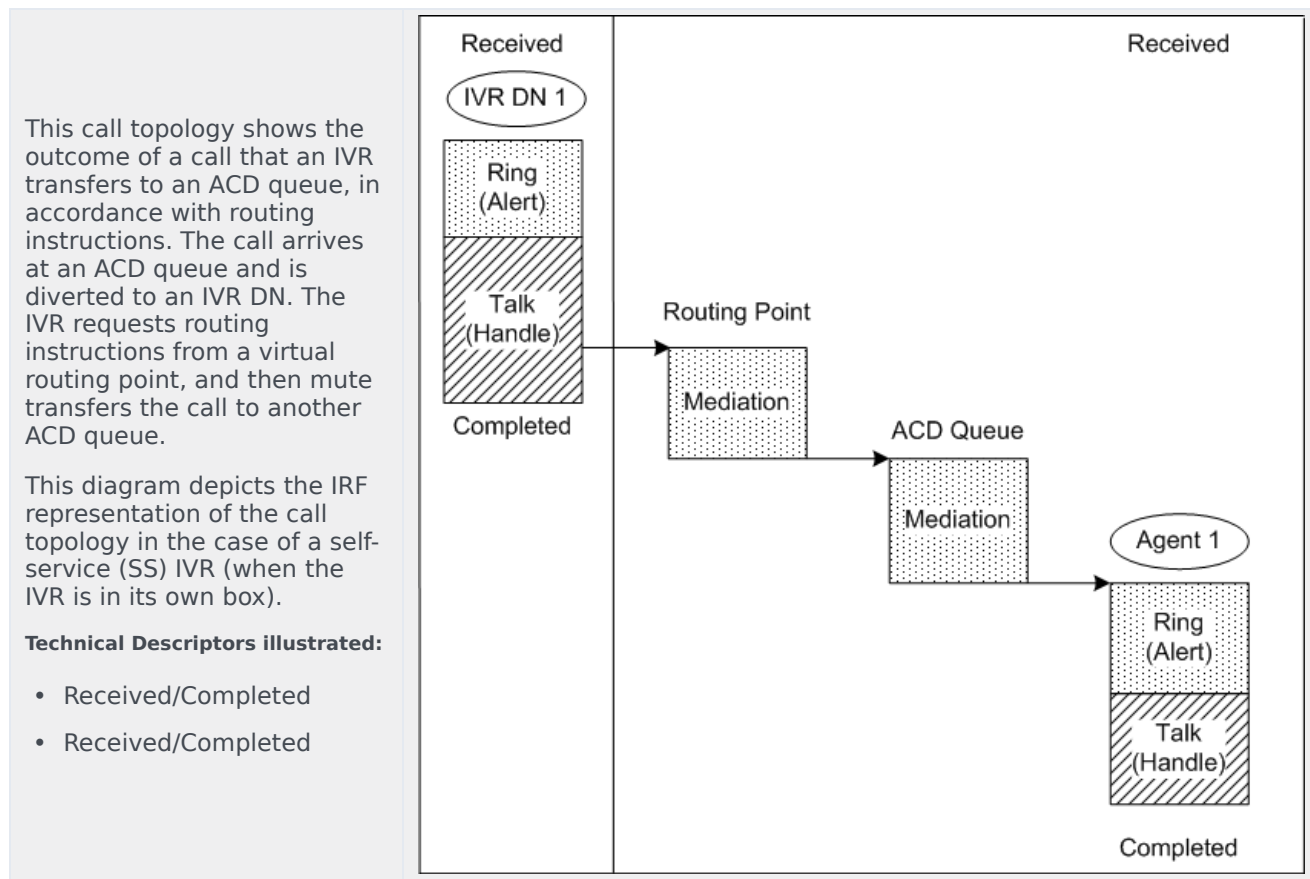 This call topology shows the
outcome of a call that an IVR
transfers to an ACD queue, in
accordance with routing
instructions. The call arrives
at an ACD queue and is
diverted to an IVR DN. The
IVR requests routing
instructions from a virtual
routing point, and then mute
transfers the call to another
ACD queue.
This diagram depicts the IRF
representation of the call
topology in the case of a self-
service (SS) IVR (when the
IVR is in its own box).
Technical Descriptors illustrated:
• Received/Completed
• Received/Completed
Received
IVR DN 1
Ring
(Alert)
Talk
(Handle)
Completed
Routing Point
Mediation
ACD Queue
Mediation
Received
Agent 1
Ring
(Alert)
Talk
(Handle)
Completed